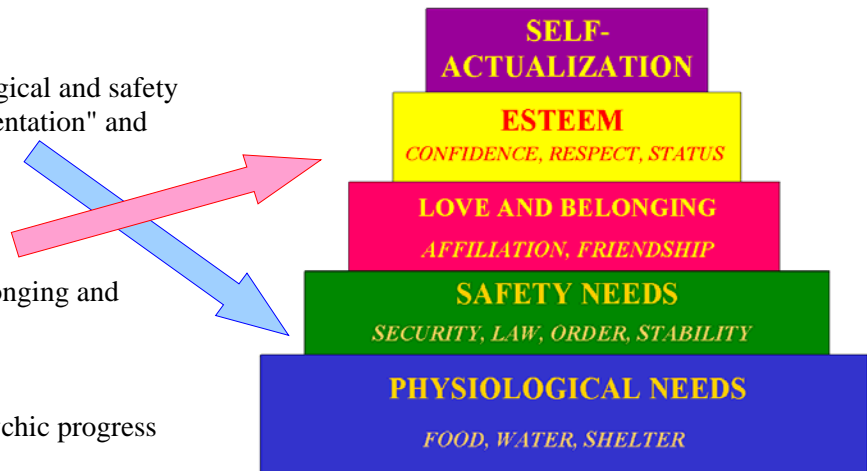 gical and safety
entation" and
onging and
chic progress
SELF-
ACTUALIZATION
ESTEEM
CONFIDENCE, RESPECT, STATUS
LOVE AND BELONGING
AFFILIATION, FRIENDSHIP
SAFETY NEEDS
SECURITY, LAW, ORDER, STABILITY
PHYSIOLOGICAL NEEDS
FOOD, WATER, SHELTER